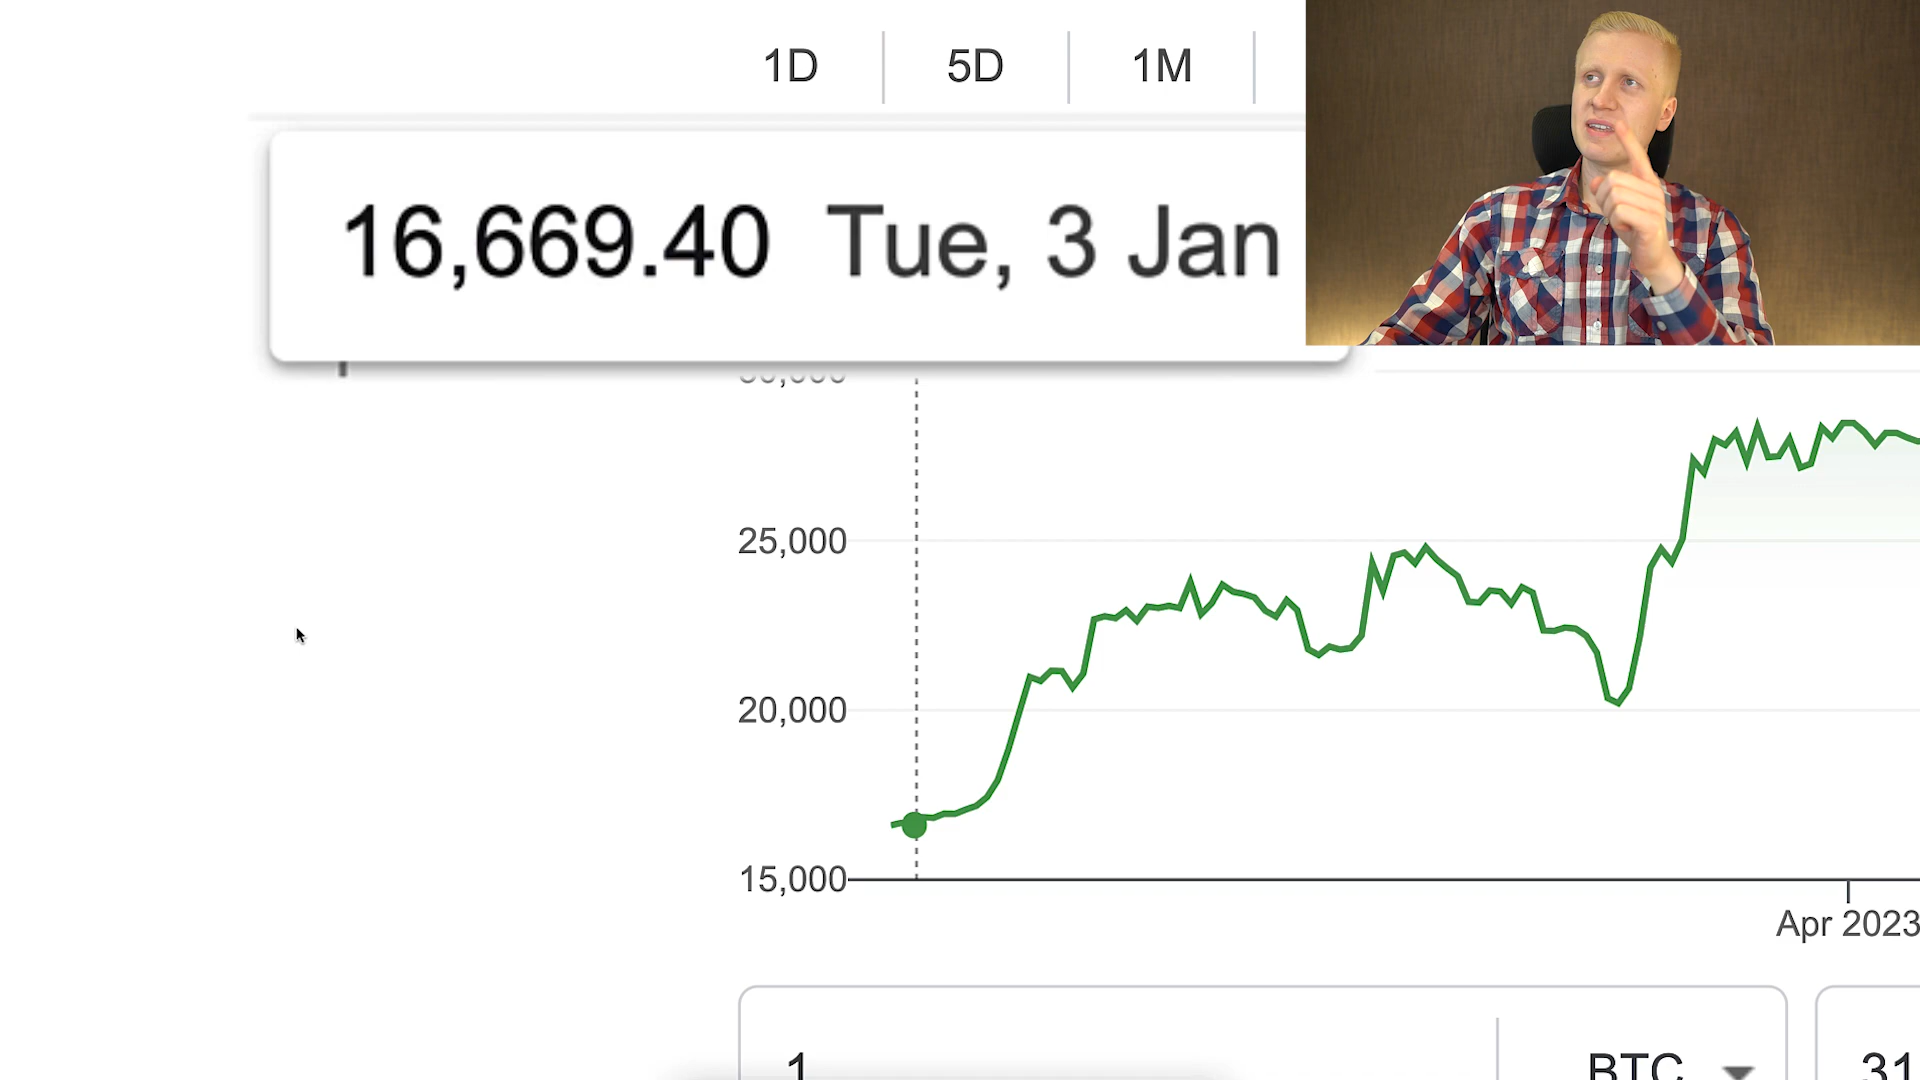 1D 5D 1M
16,669.40 Tue, 3 Jan
25,000
20,000
15,000
Apr 2023
1 BTC 31